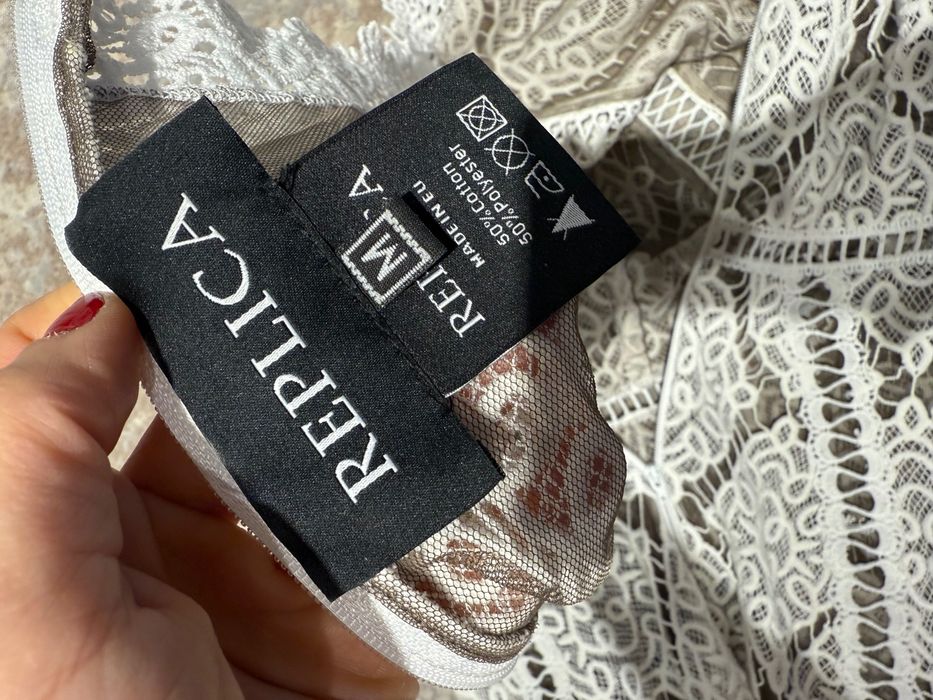 REPLICA
M
REPLICA
MADE IN EU
50%Cotton
50%Polyester